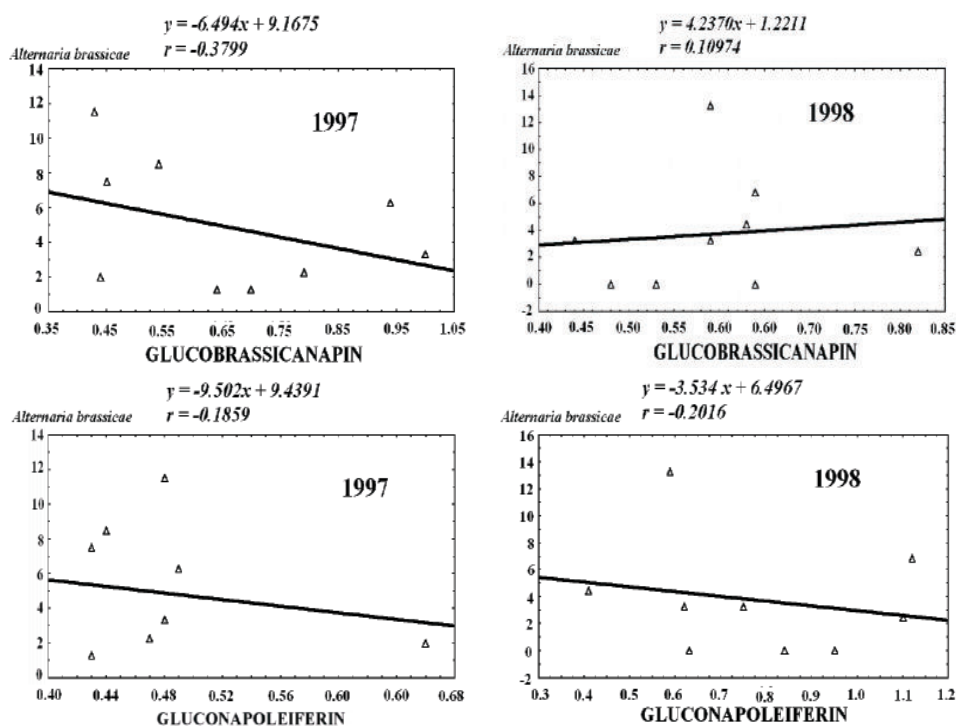 y = -6.494x + 9.1675
Alternaria brassicae r = -0.3799
14
12
10
8
6
4
2
0
1997
0.35 0.45 0.55 0.65 0.75 0.85 0.95 1.05
GLUCOBRASSICANAPIN
y = 4.2370x + 1.2211
Alternaria brassicae r = 0.10974
16
14
12
10
8
6
4
2
0
-2
1998
0.40 0.44 0.50 0.55 0.60 0.60 0.70 0.75 0.80 0.85
GLUCOBRASSICANAPIN
y = -9.502x + 9.4391
Alternaria brassicae r = -0.1859
14
12
10
8
6
4
2
0
1997
0.40 0.44 0.48 0.52 0.56 0.60 0.60 0.68
GLUCONAPOLEIFERIN
y = -3.534 x + 6.4967
Alternaria brassicae r = -0.2016
16
14
12
10
8
6
4
2
0
-2
1998
0.3 0.4 0.5 0.6 0.7 0.8 0.9 1.0 1.1 1.2
GLUCONAPOLEIFERIN